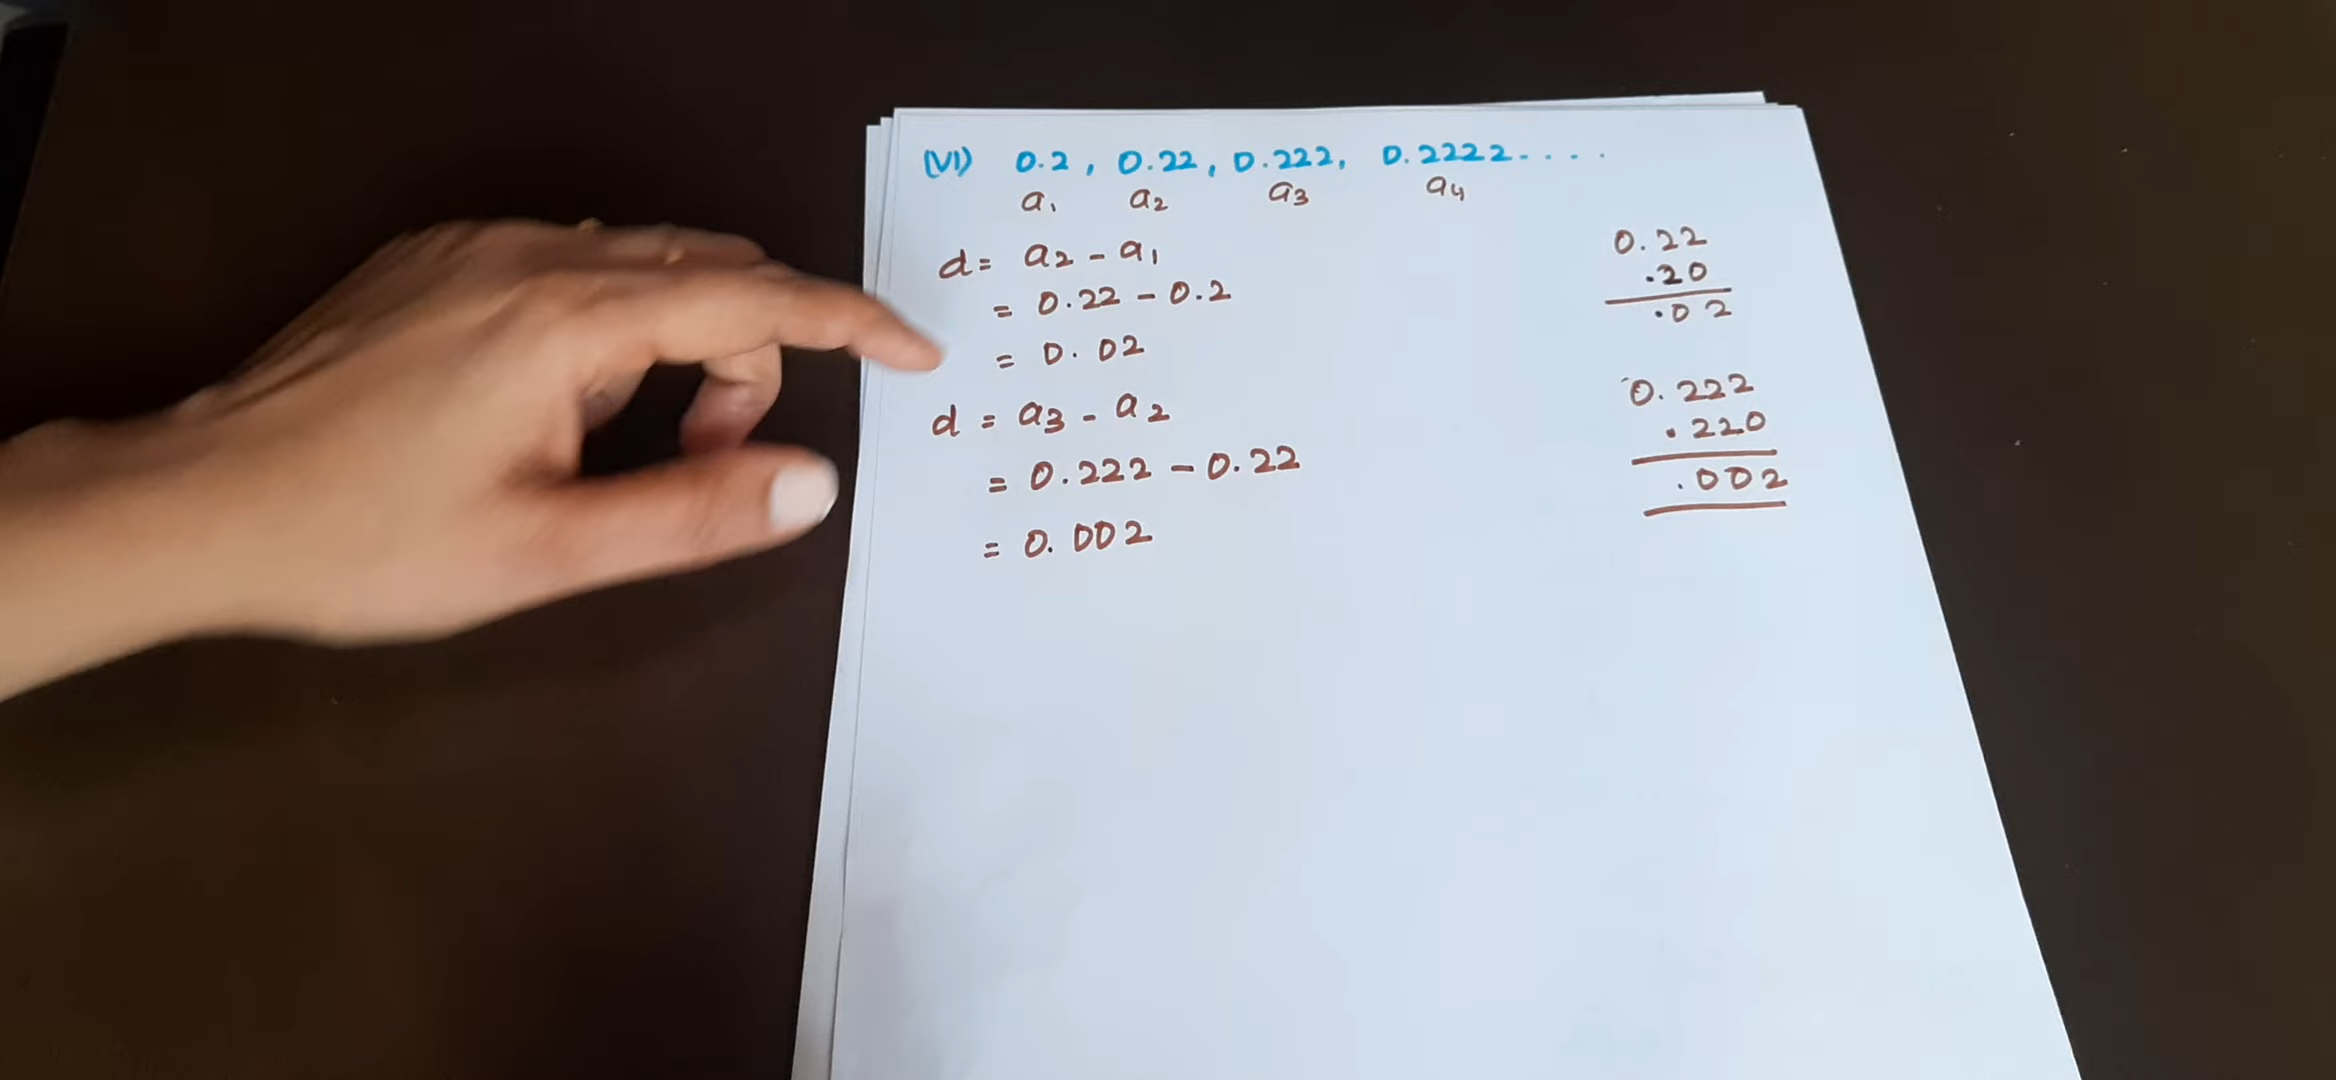 (VI) 0.2, 0.22, 0.222, 0.2222....
a₁ a₂ a₃ a₄
d = a₂ - a₁
= 0.22 - 0.2
= 0.02
d = a₃ - a₂
= 0.222 - 0.22
= 0.002
0.22
.20
.02
0.222
.220
.002